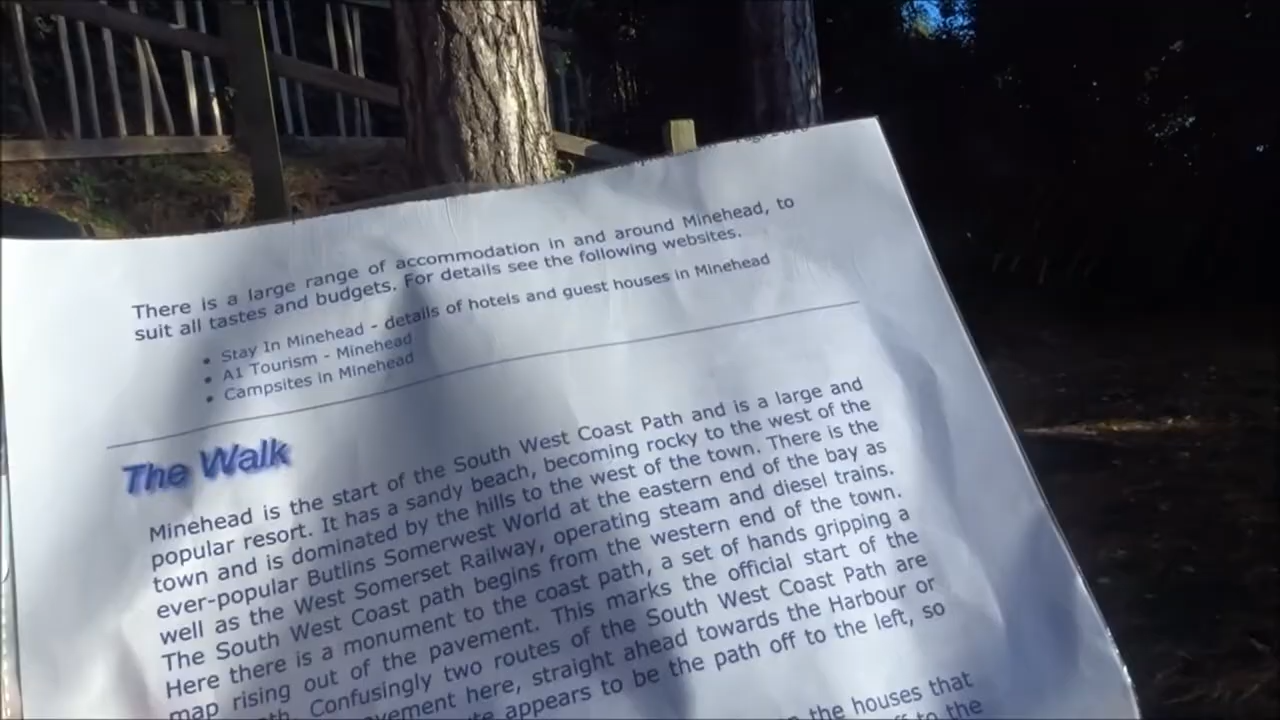 There is a large range of accommodation in and around Minehead, to
suit all tastes and budgets. For details see the following websites.
• Stay In Minehead - details of hotels and guest houses in Minehead
• A1 Tourism - Minehead
• Campsites in Minehead
The Walk
Minehead is the start of the South West Coast Path and is a large and
popular resort. It has a sandy beach, becoming rocky to the west of the
town and is dominated by the hills to the west of the town. There is the
ever-popular Butlins Somerwest World at the eastern end of the bay as
well as the West Somerset Railway, operating steam and diesel trains.
The South West Coast path begins from the western end of the town.
Here there is a monument to the coast path, a set of hands gripping a
map rising out of the pavement. This marks the official start of the
Confusingly two routes of the South West Coast Path are
here, straight ahead towards the Harbour or
appears to be the path off to the left, so
the houses that
to the